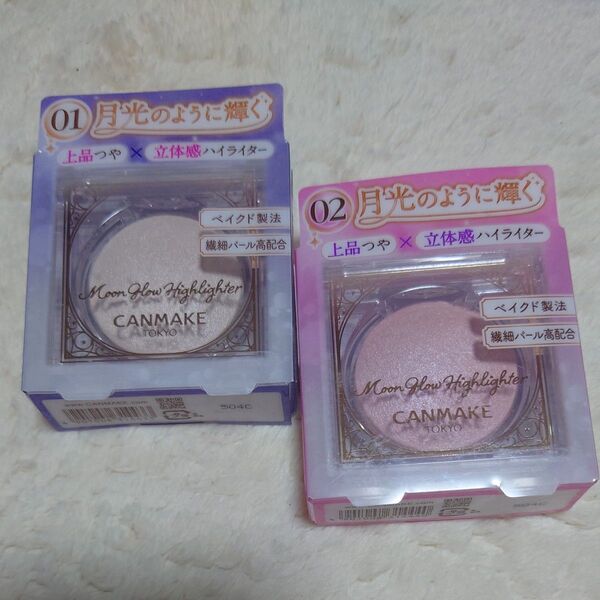 01 月光のように輝く
上品つや × 立体感ハイライター
ベイクド製法
繊細パール高配合
Moon Glow Highlighter
CANMAKE
TOKYO
www.CANMAKE.com
504C
02 月光のように輝く
上品つや × 立体感ハイライター
ベイクド製法
繊細パール高配合
Moon Glow Highlighter
CANMAKE
TOKYO